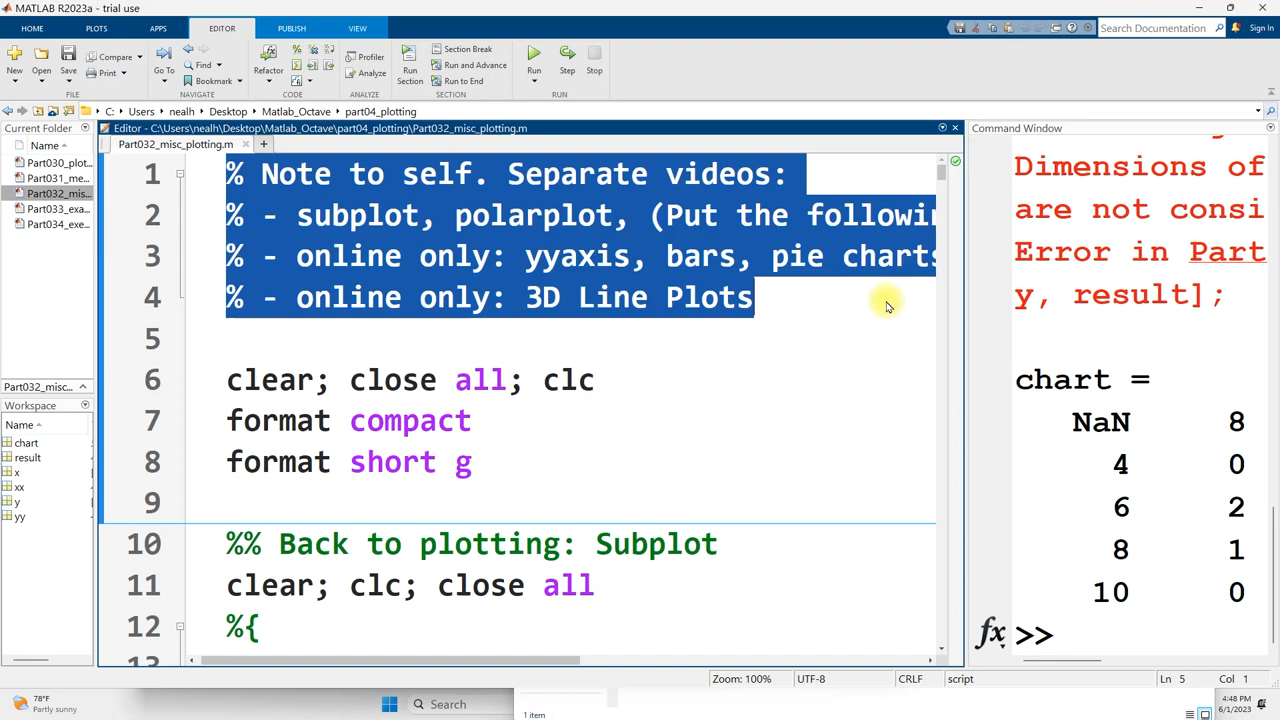 MATLAB R2023a - trial use
HOME PLOTS APPS EDITOR PUBLISH VIEW
Search Documentation
Sign In
New Open Save Compare Print
FILE
Go To Find Bookmark
NAVIGATE
Refactor
CODE
Profiler
Analyze
ANALYZE
Run Section
Section Break
Run and Advance
Run to End
SECTION
Run Step Stop
RUN
C: Users nealh Desktop Matlab_Octave part04_plotting
Current Folder
Name
Part030_plot...
Part031_me...
Part032_mis...
Part033_exa...
Part034_exe...
Part032_misc...
Workspace
Name
chart
result
x
xx
y
yy
Editor - C:\Users\nealh\Desktop\Matlab_Octave\part04_plotting\Part032_misc_plotting.m
Part032_misc_plotting.m
1 % Note to self. Separate videos:
2 % - subplot, polarplot, (Put the followin
3 % - online only: yyaxis, bars, pie charts
4 % - online only: 3D Line Plots
5
6 clear; close all; clc
7 format compact
8 format short g
9
10 %% Back to plotting: Subplot
11 clear; clc; close all
12 %{
13
Command Window
Dimensions of
are not consi
Error in Part
y, result];
chart =
NaN 8
4 0
6 2
8 1
10 0
fx >>
Zoom: 100% UTF-8 CRLF script Ln 5 Col 1
78°F
Partly sunny
Search
1 item
4:48 PM
6/1/2023